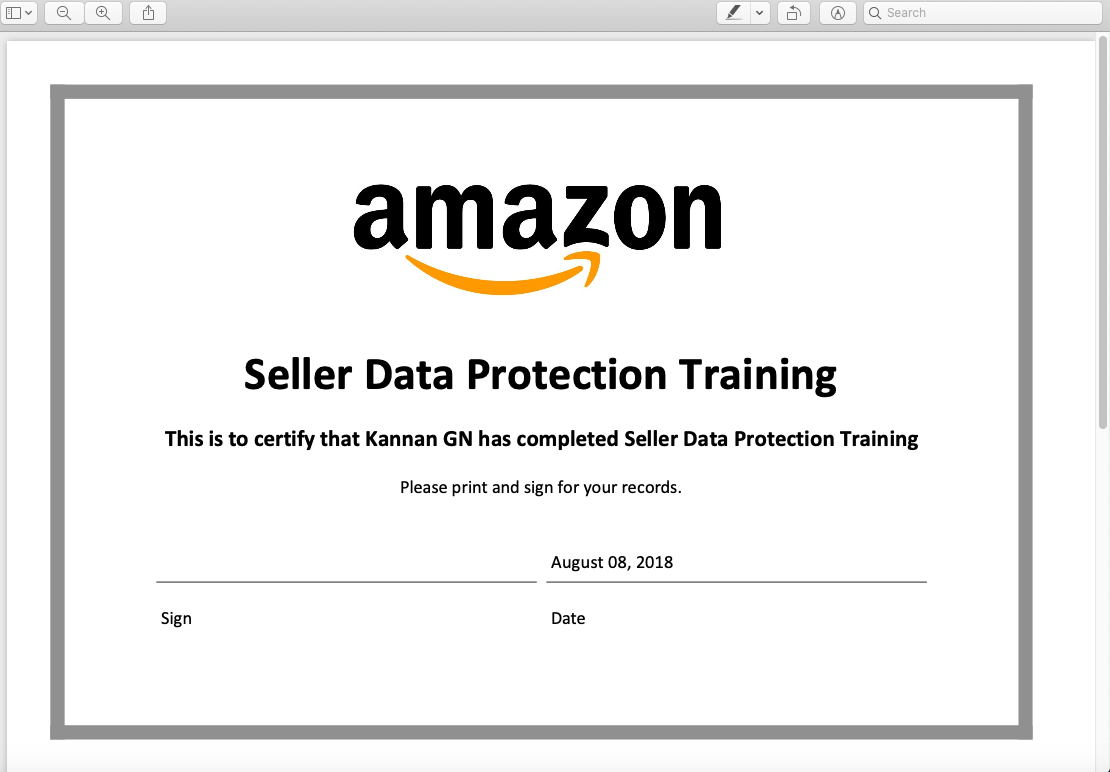 Search
amazon
Seller Data Protection Training
This is to certify that Kannan GN has completed Seller Data Protection Training
Please print and sign for your records.
August 08, 2018
Sign
Date